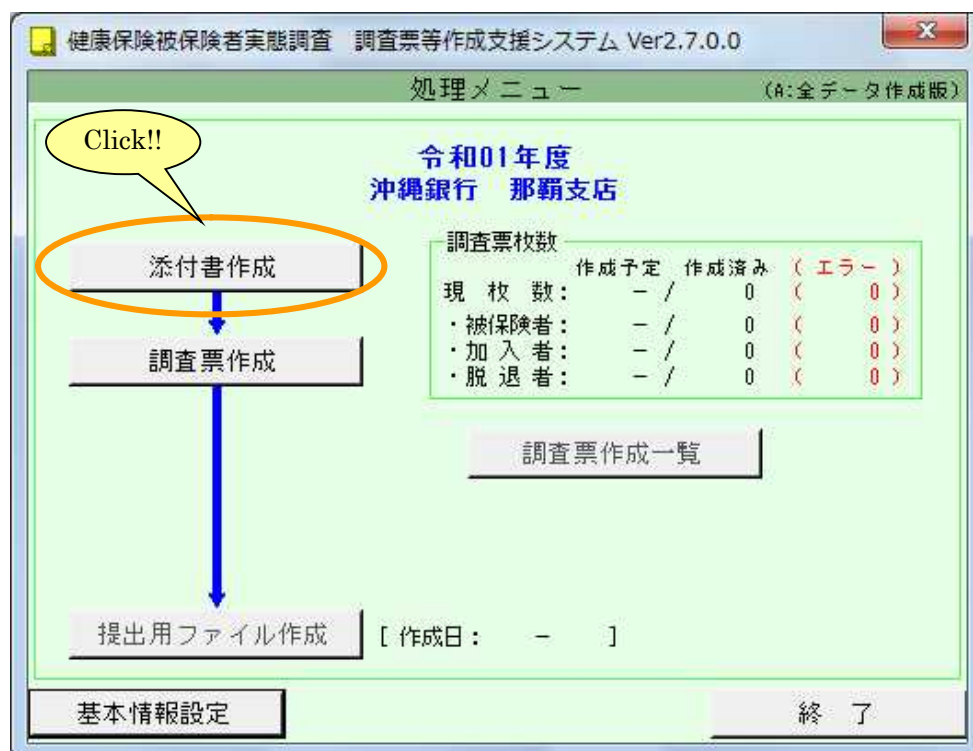 健康保険被保険者実態調査 調査票等作成支援システム Ver2.7.0.0
処理メニュー (A:全データ作成版)
Click!!
令和01年度
沖縄銀行 那覇支店
添付書作成
調査票枚数
作成予定 作成済み (エラー)
現 枚 数: - / 0 ( 0 )
・被保険者: - / 0 ( 0 )
・加 入 者: - / 0 ( 0 )
・脱 退 者: - / 0 ( 0 )
調査票作成
調査票作成一覧
提出用ファイル作成 [ 作成日: - ]
基本情報設定 終 了